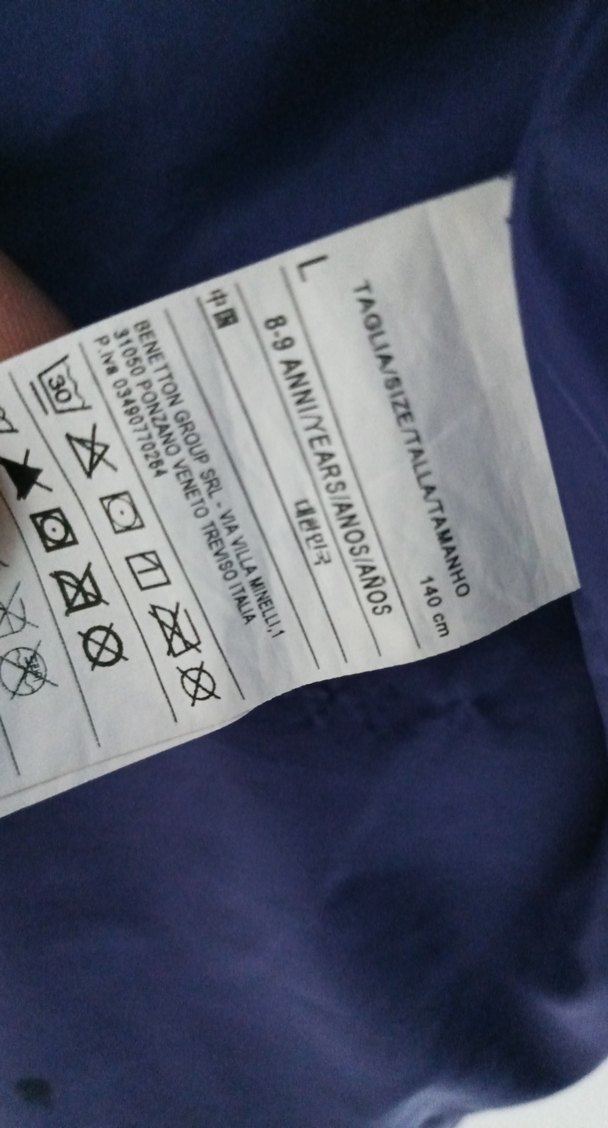 TAGLIA/SIZE/TALLA/TAMANHO
L 140 cm
8-9 ANNI/YEARS/ANOS/AÑOS
中国 대한민국
BENETTON GROUP SRL - VIA VILLA MINELLI,1
31050 PONZANO VENETO TREVISO ITALIA
P.Iva 03490770264
30